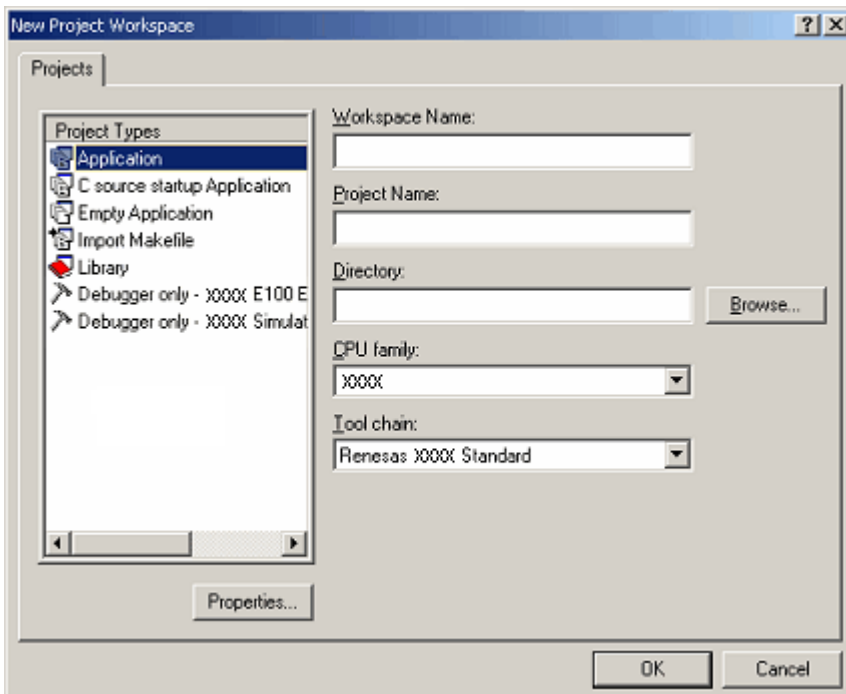 New Project Workspace
Projects
Project Types
Application
C source startup Application
Empty Application
Import Makefile
Library
Debugger only - XXXX E100 E
Debugger only - XXXX Simulat
Properties...
Workspace Name:
Project Name:
Directory:
Browse...
CPU family:
XXXX
Tool chain:
Renesas XXXX Standard
OK
Cancel